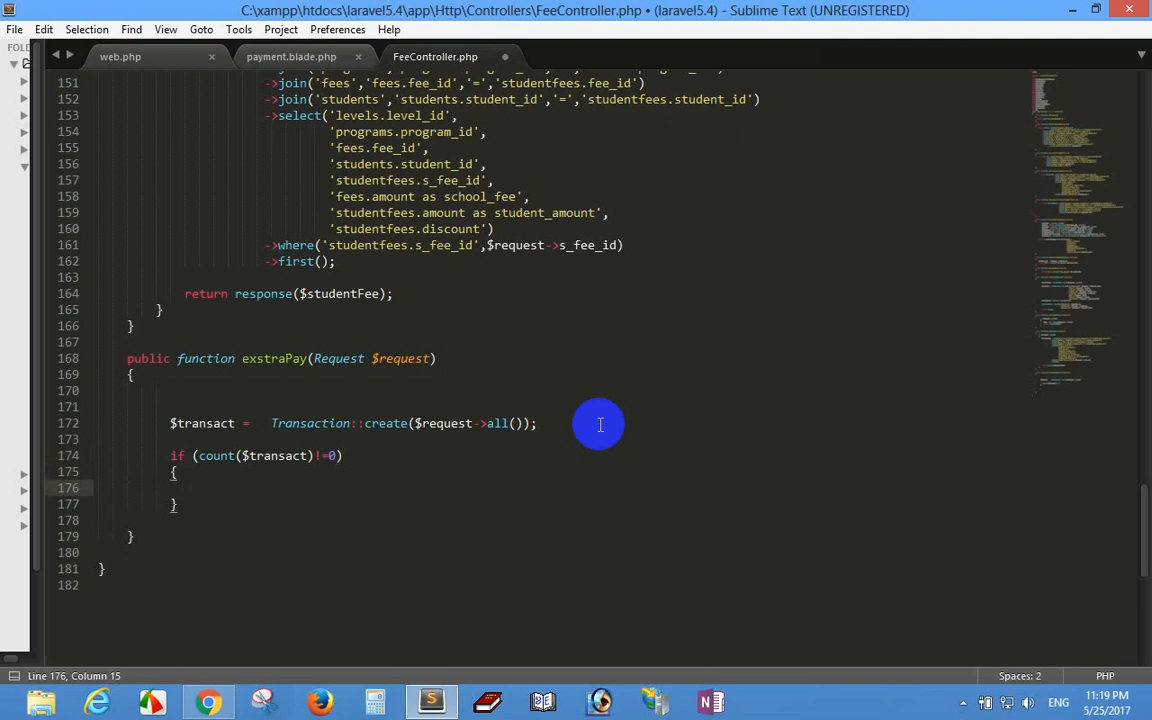 C:\xampp\htdocs\laravel5.4\app\Http\Controllers\FeeController.php • (laravel5.4) - Sublime Text (UNREGISTERED)
File Edit Selection Find View Goto Tools Project Preferences Help
FOLD
web.php × payment.blade.php × FeeController.php
151 ->join('fees','fees.fee_id','=','studentfees.fee_id')
152 ->join('students','students.student_id','=','studentfees.student_id')
153 ->select('levels.level_id',
154 'programs.program_id',
155 'fees.fee_id',
156 'students.student_id',
157 'studentfees.s_fee_id',
158 'fees.amount as school_fee',
159 'studentfees.amount as student_amount',
160 'studentfees.discount')
161 ->where('studentfees.s_fee_id',$request->s_fee_id)
162 ->first();
163
164 return response($studentFee);
165 }
166 }
167
168 public function exstraPay(Request $request)
169 {
170
171
172 $transact = Transaction::create($request->all());
173
174 if (count($transact)!=0)
175 {
176
177 }
178
179 }
180
181 }
182
Line 176, Column 15 Spaces: 2 PHP
ENG 11:19 PM
5/25/2017